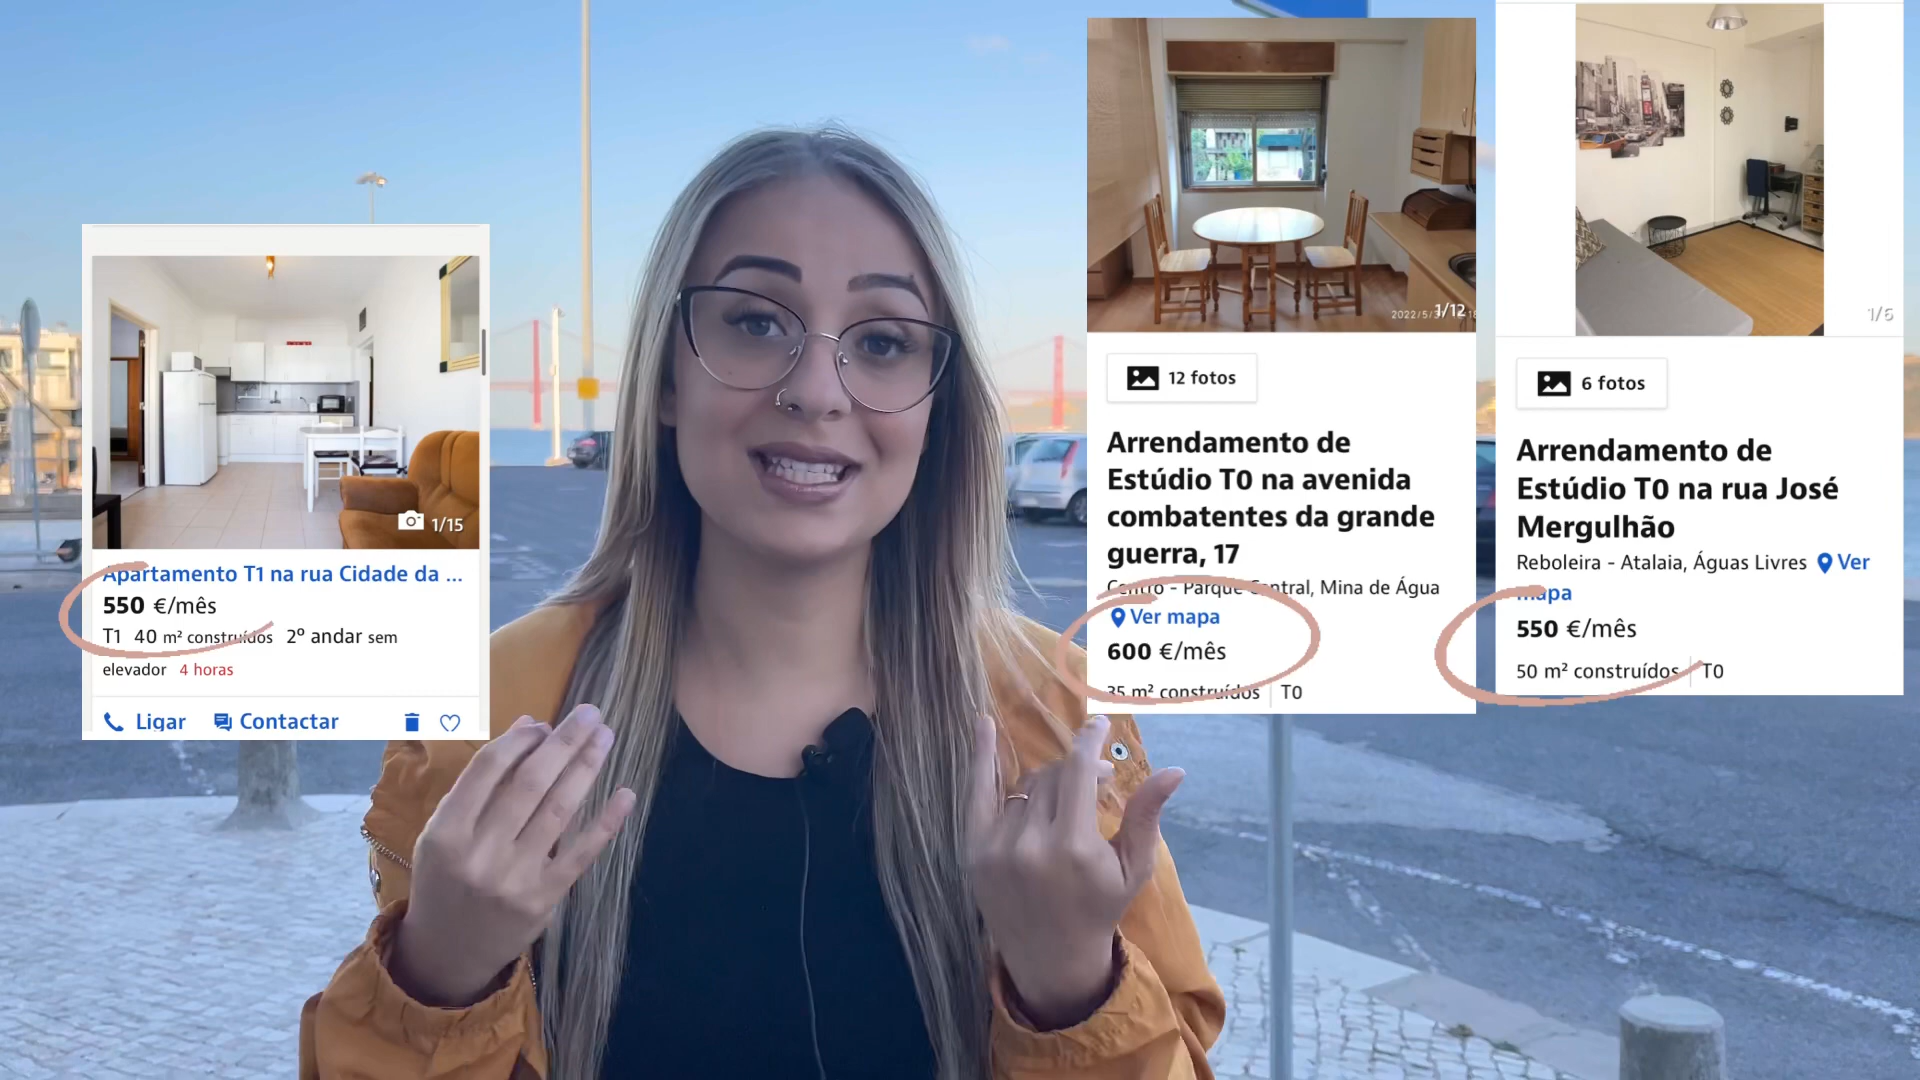 1/15
Apartamento T1 na rua Cidade da ...
550 €/mês
T1 40 m² construídos 2º andar sem
elevador 4 horas
Ligar Contactar
1/12
12 fotos
Arrendamento de
Estúdio T0 na avenida
combatentes da grande
guerra, 17
Centro - Parque Central, Mina de Água
Ver mapa
600 €/mês
35 m² construídos T0
1/6
6 fotos
Arrendamento de
Estúdio T0 na rua José
Mergulhão
Reboleira - Atalaia, Águas Livres Ver
mapa
550 €/mês
50 m² construídos T0